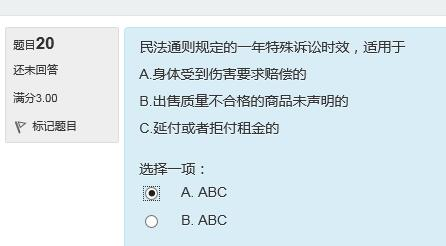 题目20
还未回答
满分3.00
标记题目
民法通则规定的一年特殊诉讼时效，适用于
A.身体受到伤害要求赔偿的
B.出售质量不合格的商品未声明的
C.延付或者拒付租金的
选择一项：
A. ABC
B. ABC